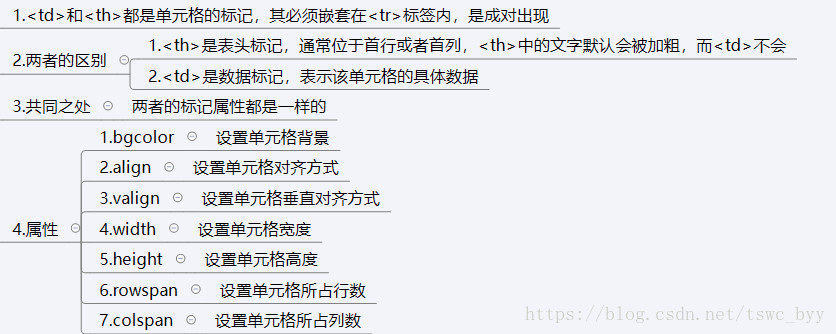 1.<td>和<th>都是单元格的标记，其必须嵌套在<tr>标签内，是成对出现
2.两者的区别
1.<th>是表头标记，通常位于首行或者首列，<th>中的文字默认会被加粗，而<td>不会
2.<td>是数据标记，表示该单元格的具体数据
3.共同之处 两者的标记属性都是一样的
4.属性
1.bgcolor 设置单元格背景
2.align 设置单元格对齐方式
3.valign 设置单元格垂直对齐方式
4.width 设置单元格宽度
5.height 设置单元格高度
6.rowspan 设置单元格所占行数
7.colspan 设置单元格所占列数
https://blog.csdn.net/tswc_byy